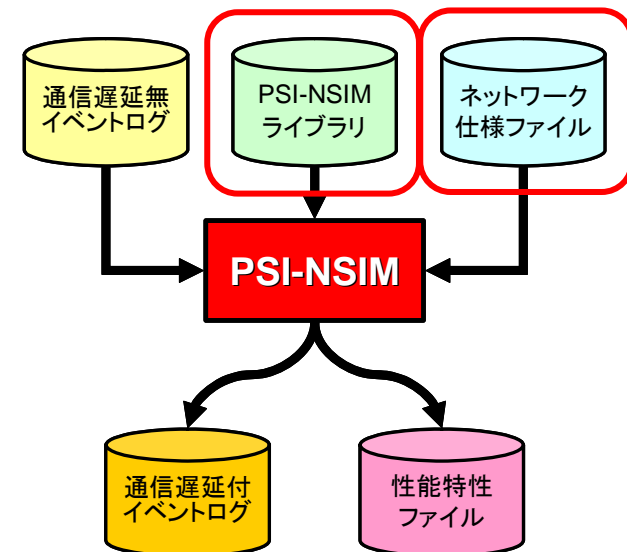 通信遅延無
イベントログ
PSI-NSIM
ライブラリ
ネットワーク
仕様ファイル
PSI-NSIM
通信遅延付
イベントログ
性能特性
ファイル